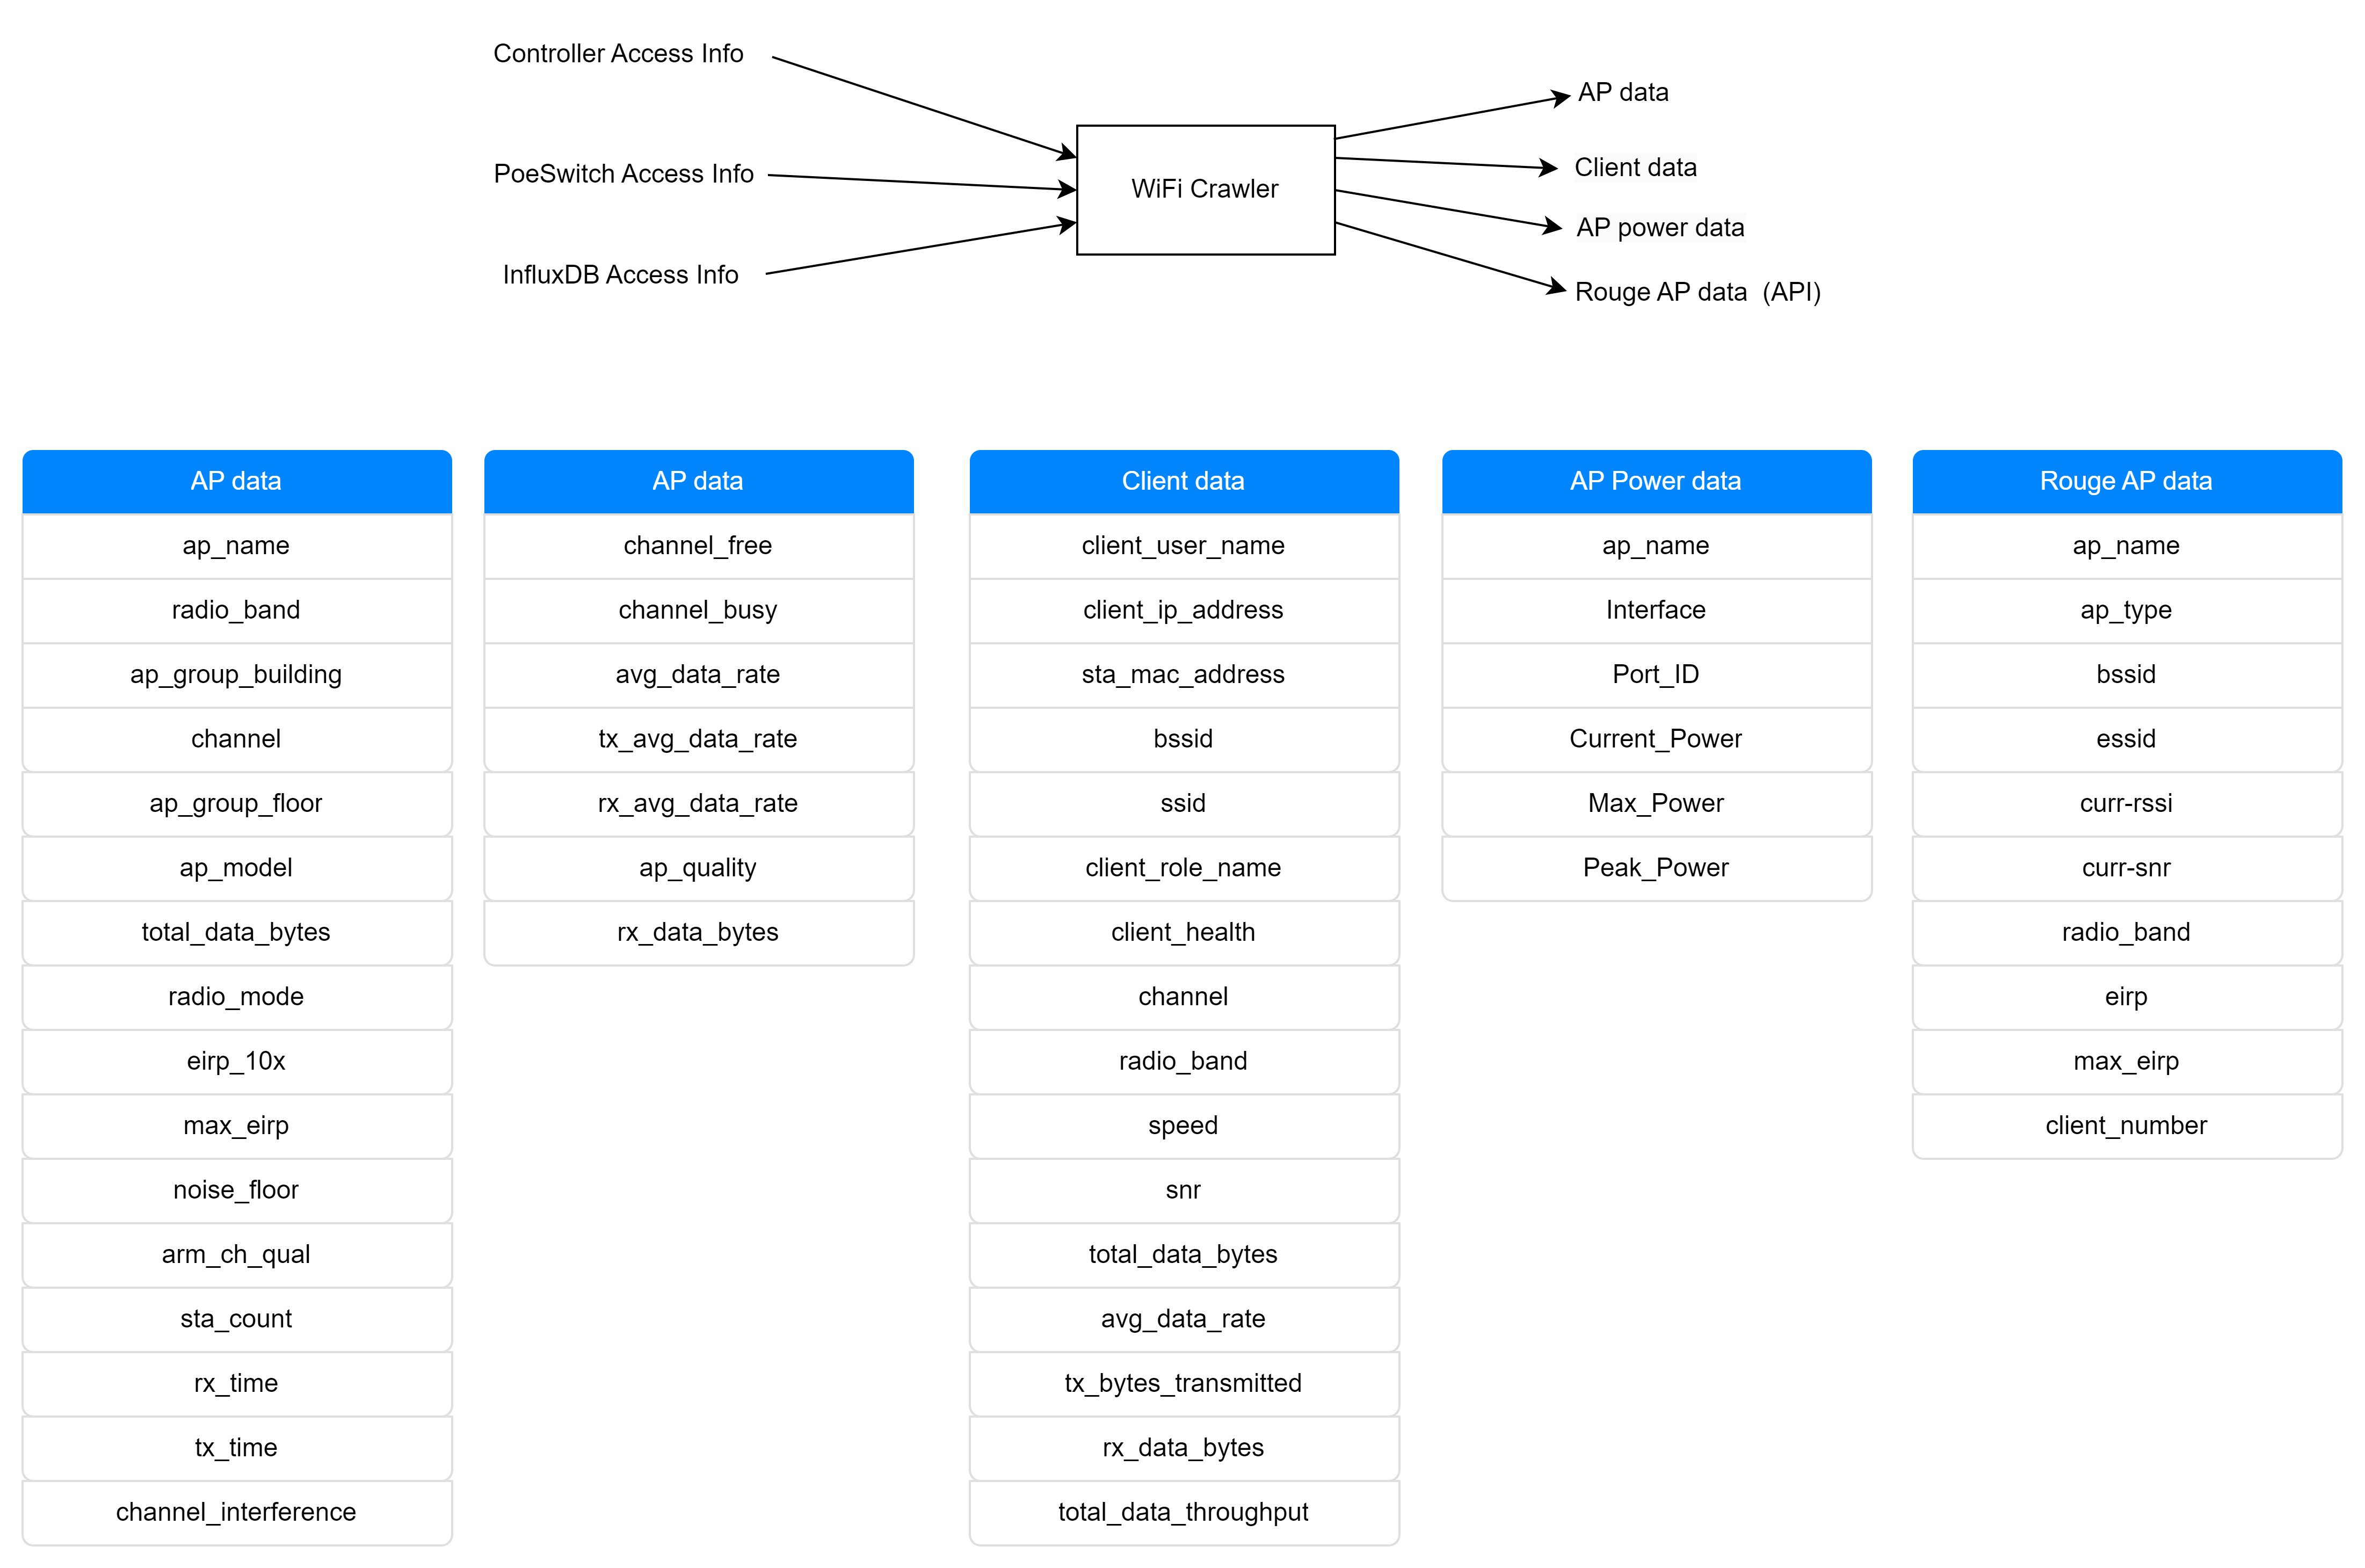 Controller Access Info
PoeSwitch Access Info
InfluxDB Access Info
WiFi Crawler
AP data
Client data
AP power data
Rouge AP data  (API)
AP data
ap_name
radio_band
ap_group_building
channel
ap_group_floor
ap_model
total_data_bytes
radio_mode
eirp_10x
max_eirp
noise_floor
arm_ch_qual
sta_count
rx_time
tx_time
channel_interference
AP data
channel_free
channel_busy
avg_data_rate
tx_avg_data_rate
rx_avg_data_rate
ap_quality
rx_data_bytes
Client data
client_user_name
client_ip_address
sta_mac_address
bssid
ssid
client_role_name
client_health
channel
radio_band
speed
snr
total_data_bytes
avg_data_rate
tx_bytes_transmitted
rx_data_bytes
total_data_throughput
AP Power data
ap_name
Interface
Port_ID
Current_Power
Max_Power
Peak_Power
Rouge AP data
ap_name
ap_type
bssid
essid
curr-rssi
curr-snr
radio_band
eirp
max_eirp
client_number